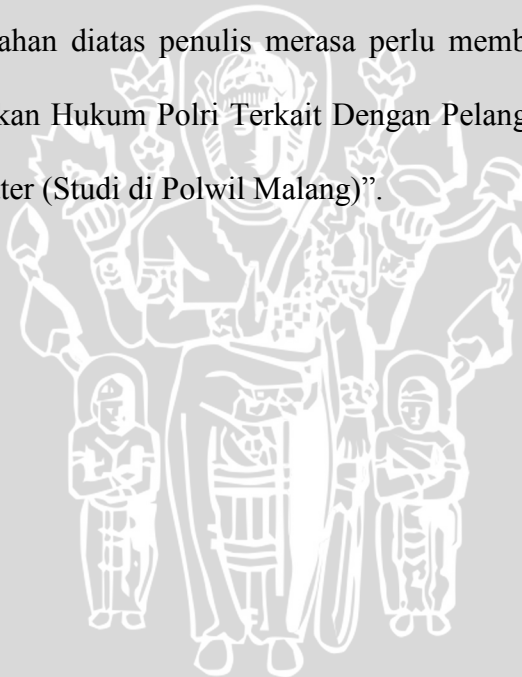 ahan diatas penulis merasa perlu memb
kan Hukum Polri Terkait Dengan Pelang
ter (Studi di Polwil Malang)”.